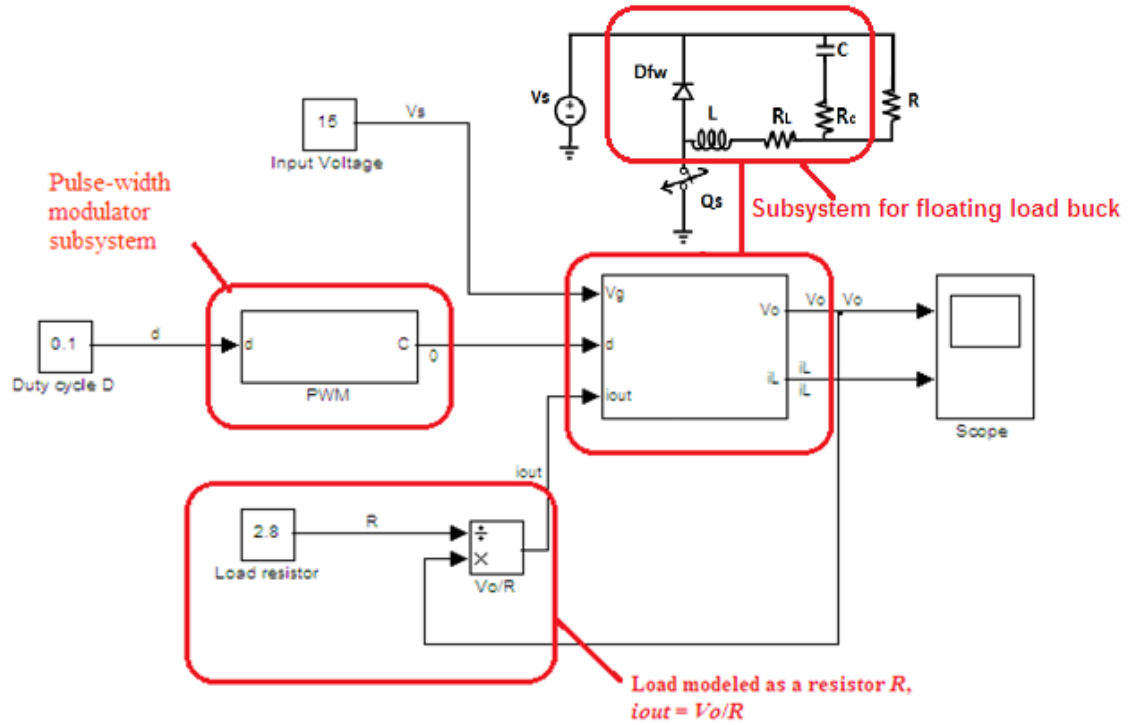 C
Dfw
Vs
L
RL
Rc
R
Qs
Subsystem for floating load buck
15
Input Voltage
Vs
Pulse-width
modulator
subsystem
0.1
Duty cycle D
d
d
C
0
PWM
Vg
d
iout
Vo
iL
Vo
Vo
iL
iL
Scope
iout
2.8
Load resistor
R
÷
×
Vo/R
Load modeled as a resistor R,
iout = Vo/R